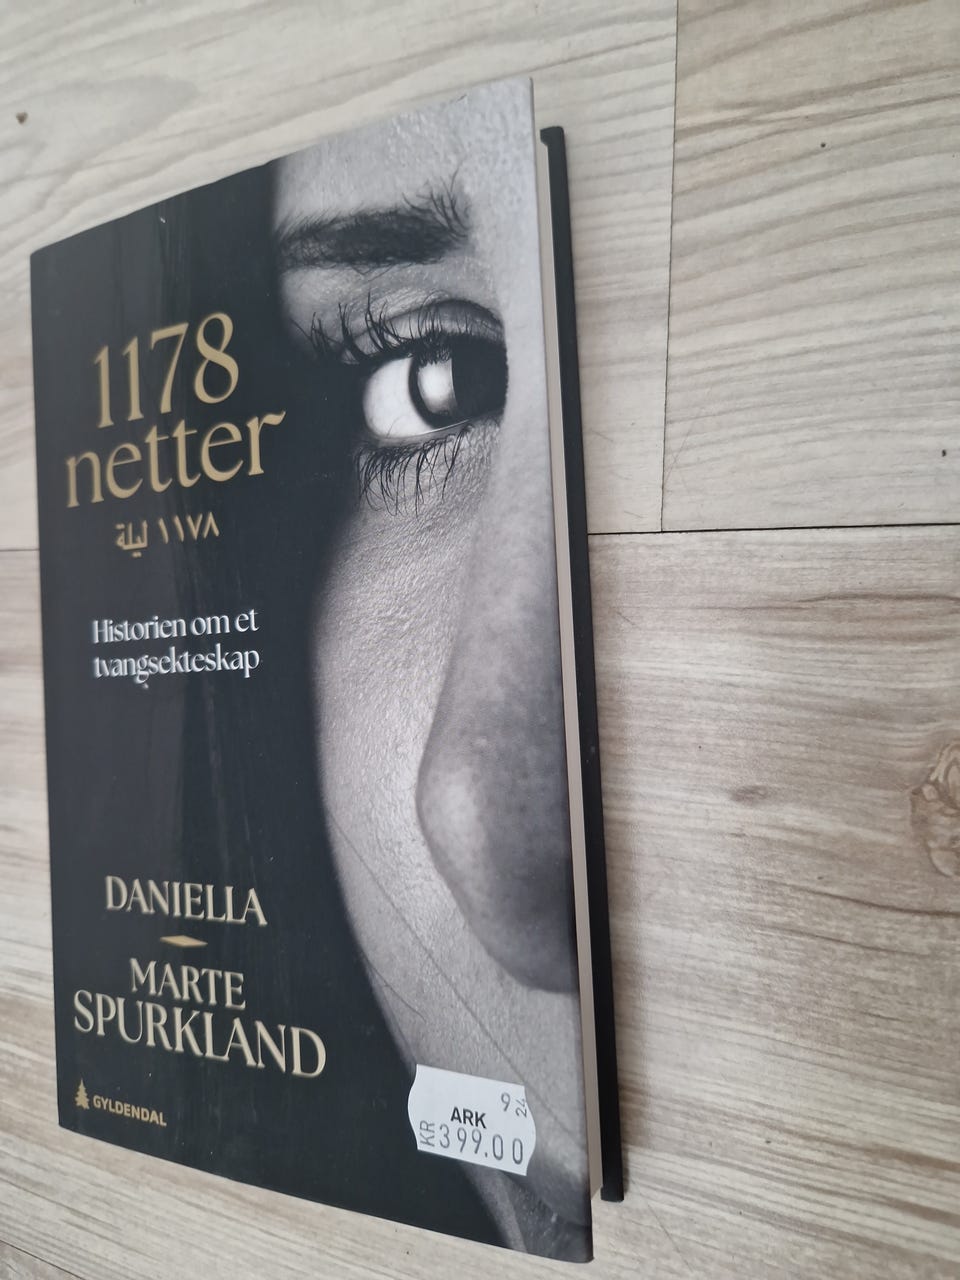 1178
netter
١١٧٨ ليلة
Historien om et
tvangsekteskap
DANIELLA
MARTE
SPURKLAND
GYLDENDAL
9 24
ARK
KR 399.00